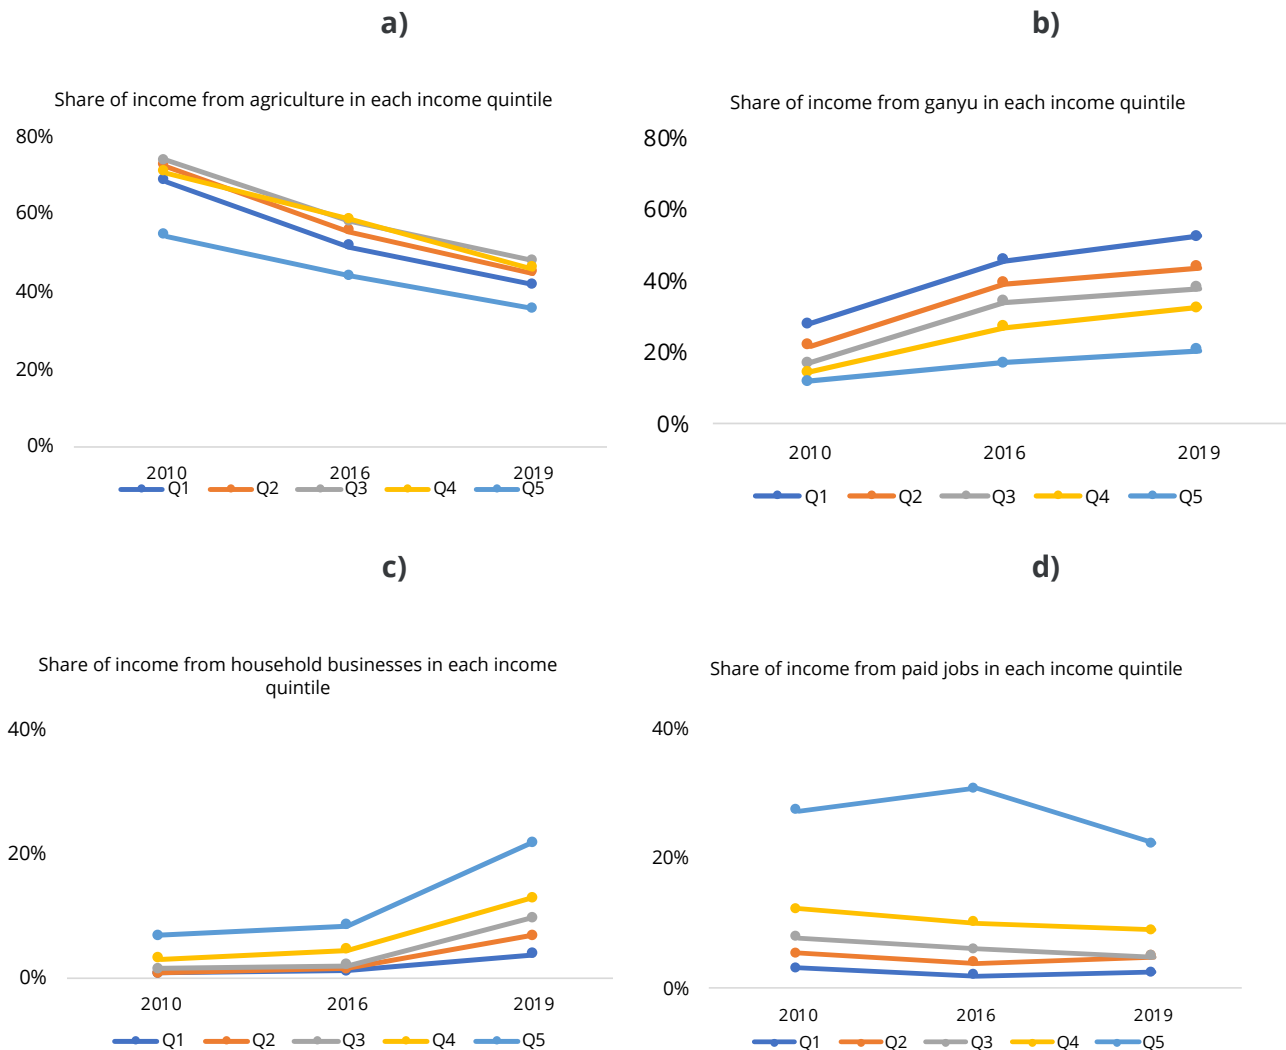 a)
Share of income from agriculture in each income quintile
80%
60%
40%
20%
0%
2010 2016 2019
Q1 Q2 Q3 Q4 Q5
b)
Share of income from ganyu in each income quintile
80%
60%
40%
20%
0%
2010 2016 2019
Q1 Q2 Q3 Q4 Q5
c)
Share of income from household businesses in each income
quintile
40%
20%
0%
2010 2016 2019
Q1 Q2 Q3 Q4 Q5
d)
Share of income from paid jobs in each income quintile
40%
20%
0%
2010 2016 2019
Q1 Q2 Q3 Q4 Q5